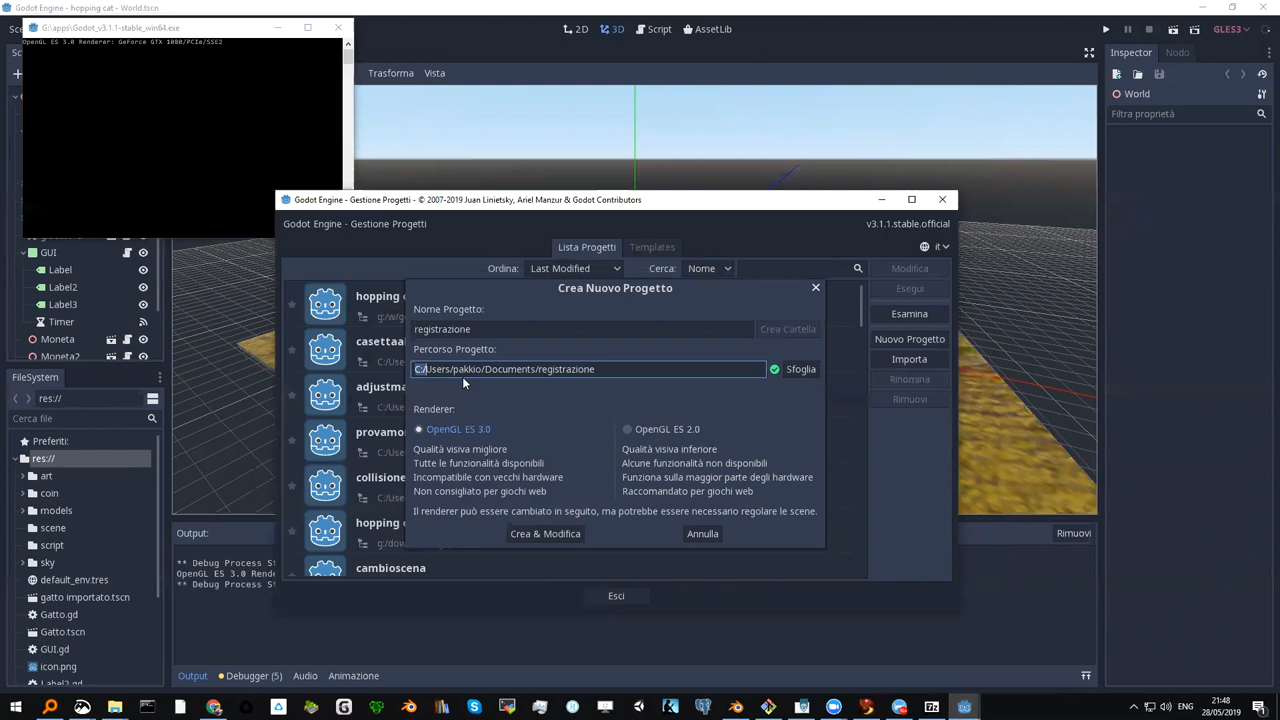 Godot Engine - hopping cat - World.tscn
G:\apps\Godot_v3.1.1-stable_win64.exe
OpenGL ES 3.0 Renderer: GeForce GTX 1080/PCIe/SSE2
2D 3D Script AssetLib
GLES3
Trasforma Vista
Inspector Nodo
World
Filtra proprietà
GUI
Label
Label2
Label3
Timer
Moneta
Moneta2
FileSystem
res://
Cerca file
Preferiti:
res://
art
coin
models
scene
script
sky
default_env.tres
gatto importato.tscn
Gatto.gd
Gatto.tscn
GUI.gd
icon.png
Label2.gd
Godot Engine - Gestione Progetti - © 2007-2019 Juan Linietsky, Ariel Manzur & Godot Contributors
Godot Engine - Gestione Progetti
v3.1.1.stable.official
Lista Progetti Templates
it
Ordina: Last Modified Cerca: Nome
Modifica
Esegui
Esamina
Nuovo Progetto
Importa
Rinomina
Rimuovi
hopping
g:/w/g
casettaa
C:/Use
adjustma
C:/Use
provamo
C:/Use
collisione
C:/Use
hopping
g:/dow
cambioscena
Crea Nuovo Progetto
Nome Progetto:
registrazione
Crea Cartella
Percorso Progetto:
C:/Users/pakkio/Documents/registrazione
Sfoglia
Renderer:
OpenGL ES 3.0
Qualità visiva migliore
Tutte le funzionalità disponibili
Incompatibile con vecchi hardware
Non consigliato per giochi web
OpenGL ES 2.0
Qualità visiva inferiore
Alcune funzionalità non disponibili
Funziona sulla maggior parte degli hardware
Raccomandato per giochi web
Il renderer può essere cambiato in seguito, ma potrebbe essere necessario regolare le scene.
Crea & Modifica Annulla
Esci
Output:
Rimuovi
** Debug Process St
OpenGL ES 3.0 Rende
** Debug Process St
Output Debugger (5) Audio Animazione
21:48
28/05/2019